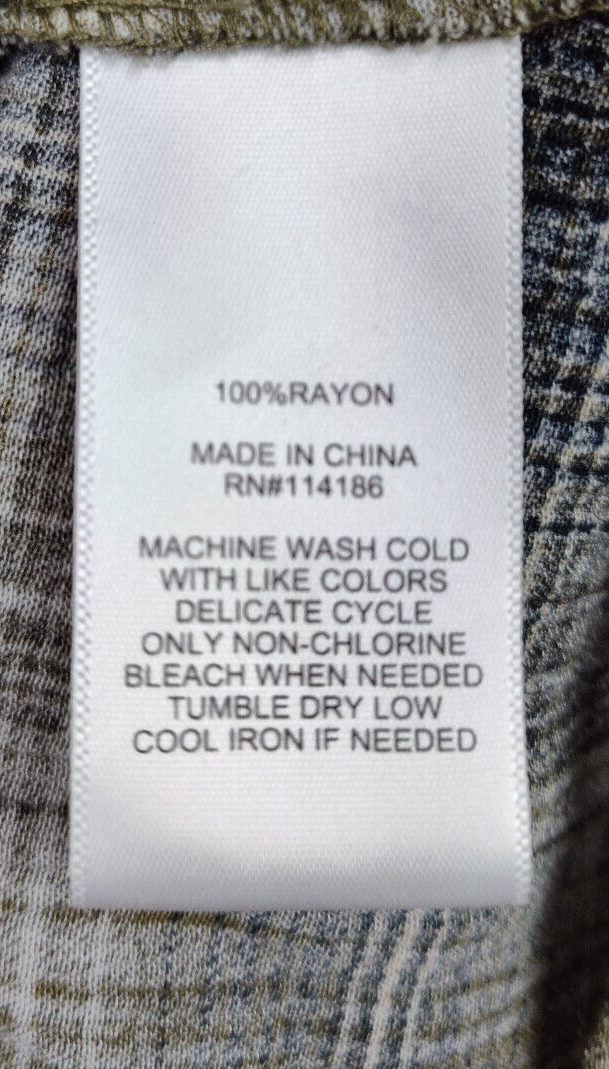 100%RAYON
MADE IN CHINA
RN#114186
MACHINE WASH COLD
WITH LIKE COLORS
DELICATE CYCLE
ONLY NON-CHLORINE
BLEACH WHEN NEEDED
TUMBLE DRY LOW
COOL IRON IF NEEDED